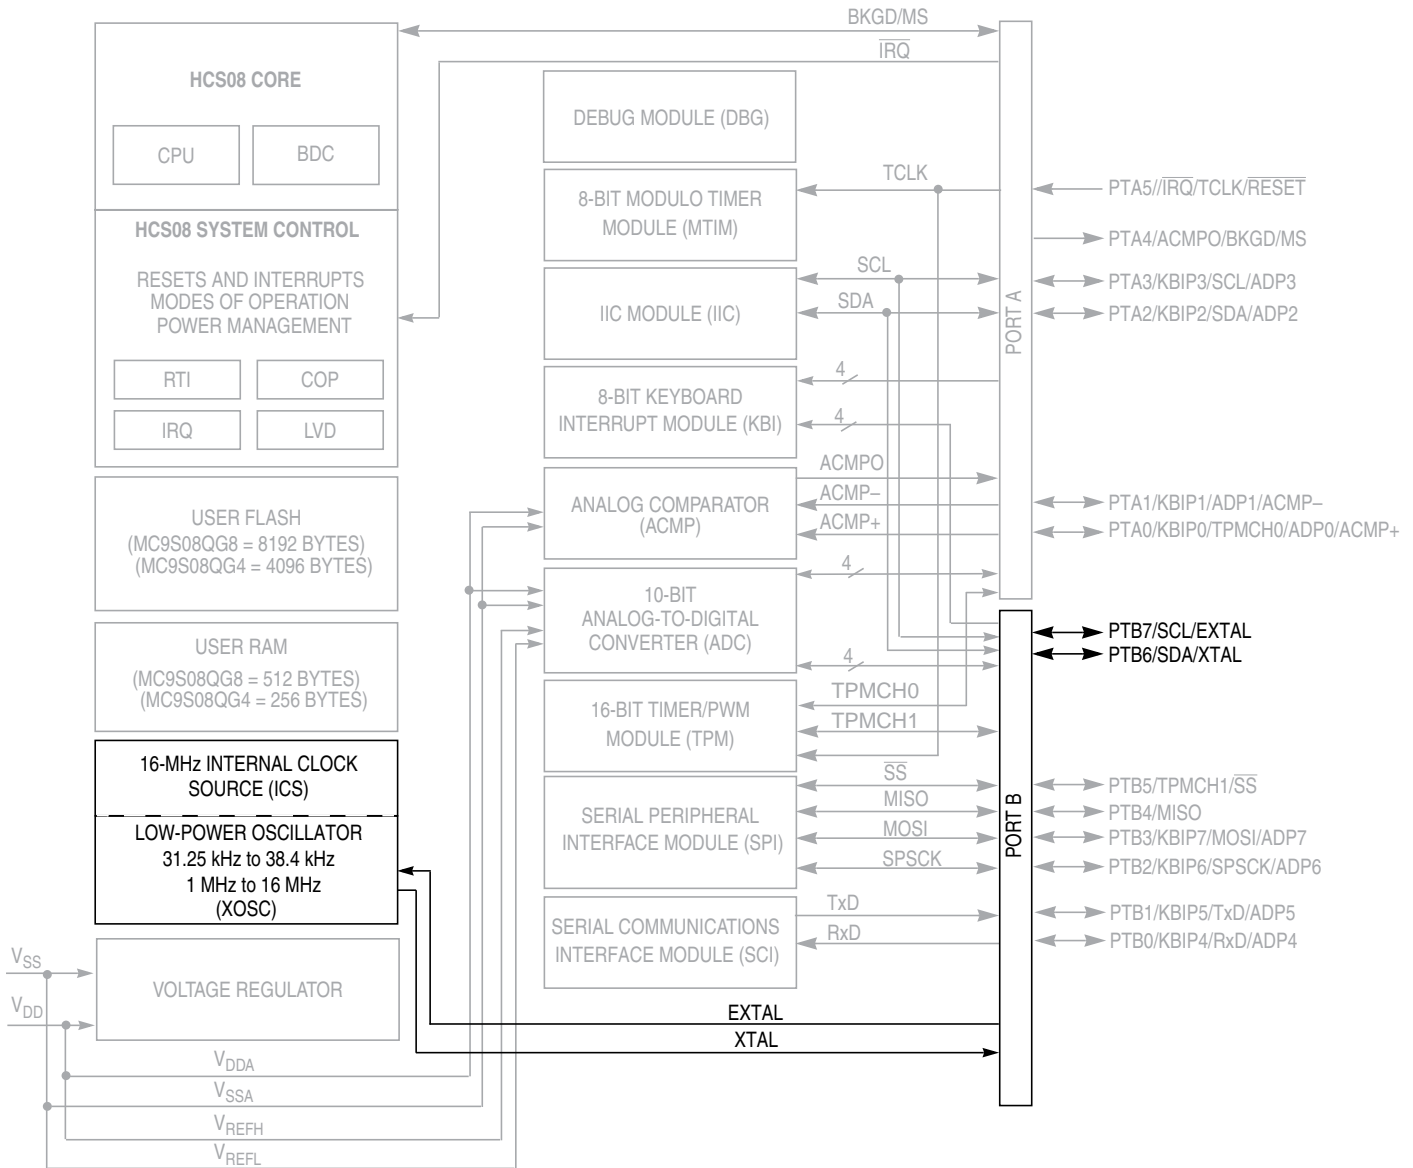 BKGD/MS
IRQ
HCS08 CORE
CPU
BDC
HCS08 SYSTEM CONTROL
RESETS AND INTERRUPTS
MODES OF OPERATION
POWER MANAGEMENT
RTI
COP
IRQ
LVD
USER FLASH
(MC9S08QG8 = 8192 BYTES)
(MC9S08QG4 = 4096 BYTES)
USER RAM
(MC9S08QG8 = 512 BYTES)
(MC9S08QG4 = 256 BYTES)
16-MHz INTERNAL CLOCK
SOURCE (ICS)
LOW-POWER OSCILLATOR
31.25 kHz to 38.4 kHz
1 MHz to 16 MHz
(XOSC)
VSS
VDD
VOLTAGE REGULATOR
VDDA
VSSA
VREFH
VREFL
DEBUG MODULE (DBG)
8-BIT MODULO TIMER
MODULE (MTIM)
TCLK
IIC MODULE (IIC)
SCL
SDA
8-BIT KEYBOARD
INTERRUPT MODULE (KBI)
4
4
ANALOG COMPARATOR
(ACMP)
ACMPO
ACMP–
ACMP+
10-BIT
ANALOG-TO-DIGITAL
CONVERTER (ADC)
4
4
16-BIT TIMER/PWM
MODULE (TPM)
TPMCH0
TPMCH1
SERIAL PERIPHERAL
INTERFACE MODULE (SPI)
SS
MISO
MOSI
SPSCK
SERIAL COMMUNICATIONS
INTERFACE MODULE (SCI)
TxD
RxD
EXTAL
XTAL
PORT A
PTA5//IRQ/TCLK/RESET
PTA4/ACMPO/BKGD/MS
PTA3/KBIP3/SCL/ADP3
PTA2/KBIP2/SDA/ADP2
PTA1/KBIP1/ADP1/ACMP–
PTA0/KBIP0/TPMCH0/ADP0/ACMP+
PORT B
PTB7/SCL/EXTAL
PTB6/SDA/XTAL
PTB5/TPMCH1/SS
PTB4/MISO
PTB3/KBIP7/MOSI/ADP7
PTB2/KBIP6/SPSCK/ADP6
PTB1/KBIP5/TxD/ADP5
PTB0/KBIP4/RxD/ADP4